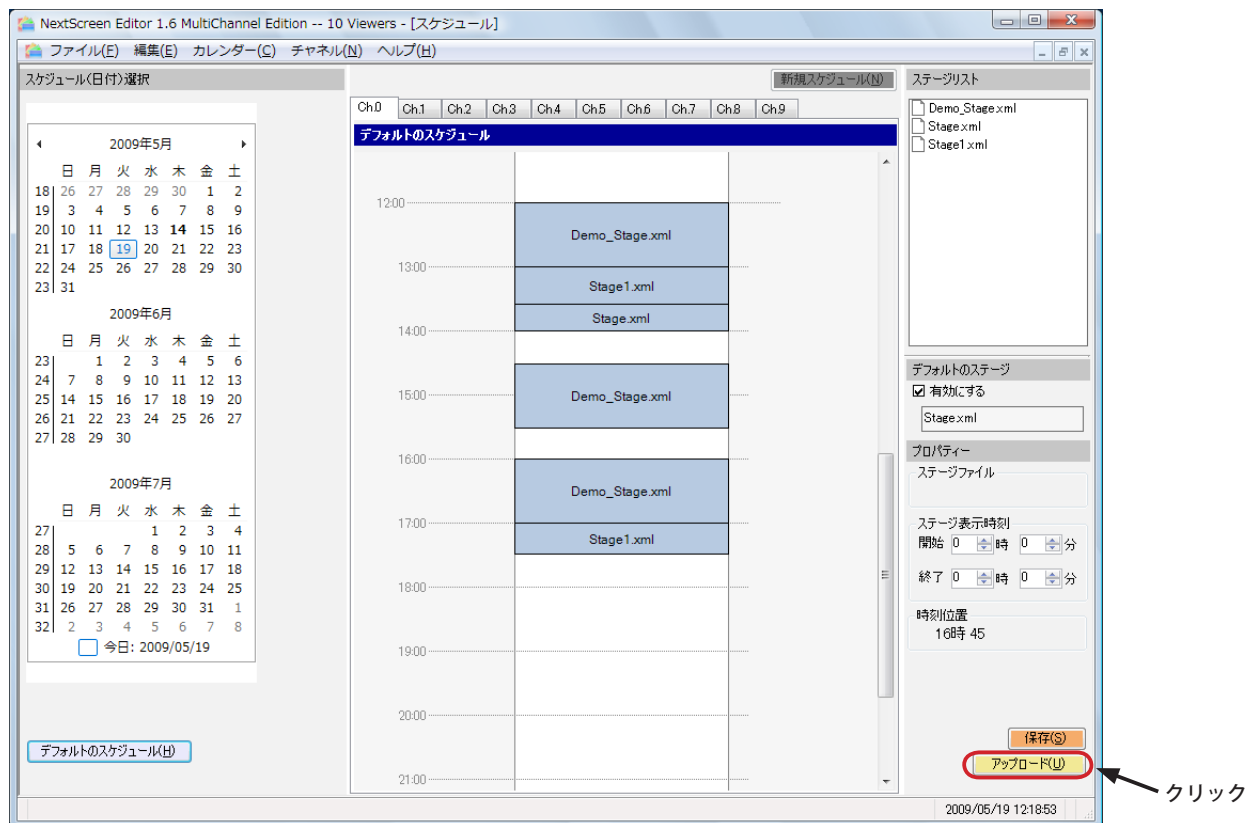 NextScreen Editor 1.6 MultiChannel Edition -- 10 Viewers - [スケジュール]
ファイル(F) 編集(E) カレンダー(C) チャネル(N) ヘルプ(H)
スケジュール(日付)選択
2009年5月
日 月 火 水 木 金 土
18 26 27 28 29 30 1 2
19 3 4 5 6 7 8 9
20 10 11 12 13 14 15 16
21 17 18 19 20 21 22 23
22 24 25 26 27 28 29 30
23 31
2009年6月
日 月 火 水 木 金 土
23 1 2 3 4 5 6
24 7 8 9 10 11 12 13
25 14 15 16 17 18 19 20
26 21 22 23 24 25 26 27
27 28 29 30
2009年7月
日 月 火 水 木 金 土
27 1 2 3 4
28 5 6 7 8 9 10 11
29 12 13 14 15 16 17 18
30 19 20 21 22 23 24 25
31 26 27 28 29 30 31 1
32 2 3 4 5 6 7 8
今日: 2009/05/19
デフォルトのスケジュール(H)
新規スケジュール(N)
Ch.0 Ch.1 Ch.2 Ch.3 Ch.4 Ch.5 Ch.6 Ch.7 Ch.8 Ch.9
デフォルトのスケジュール
12:00
Demo_Stage.xml
13:00
Stage1.xml
Stage.xml
14:00
15:00
Demo_Stage.xml
16:00
Demo_Stage.xml
17:00
Stage1.xml
18:00
19:00
20:00
21:00
ステージリスト
Demo_Stage.xml
Stage.xml
Stage1.xml
デフォルトのステージ
有効にする
Stage.xml
プロパティー
ステージファイル
ステージ表示時刻
開始 0 時 0 分
終了 0 時 0 分
時刻位置
16時 45
保存(S)
アップロード(U)
クリック
2009/05/19 12:18:53